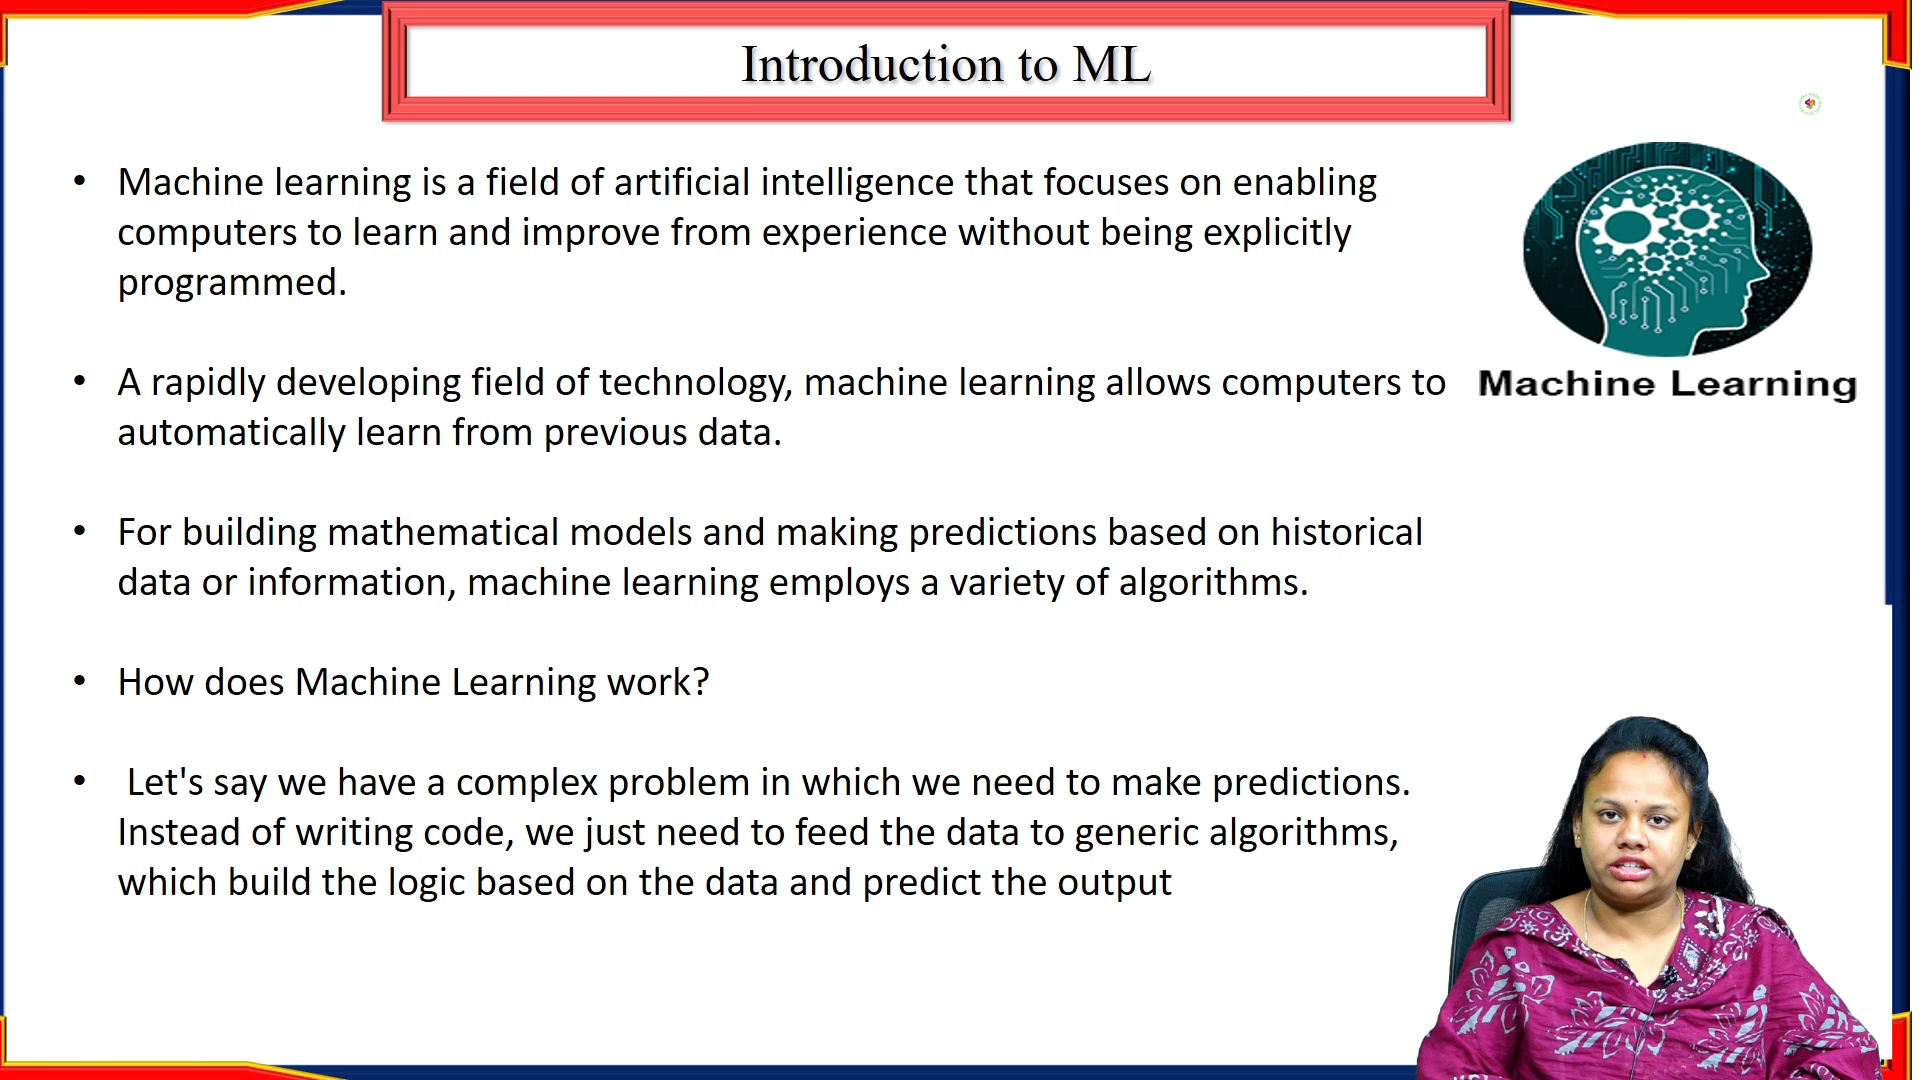 Introduction to ML
• Machine learning is a field of artificial intelligence that focuses on enabling
computers to learn and improve from experience without being explicitly
programmed.
• A rapidly developing field of technology, machine learning allows computers to
automatically learn from previous data.
• For building mathematical models and making predictions based on historical
data or information, machine learning employs a variety of algorithms.
• How does Machine Learning work?
• Let's say we have a complex problem in which we need to make predictions.
Instead of writing code, we just need to feed the data to generic algorithms,
which build the logic based on the data and predict the output
Machine Learning